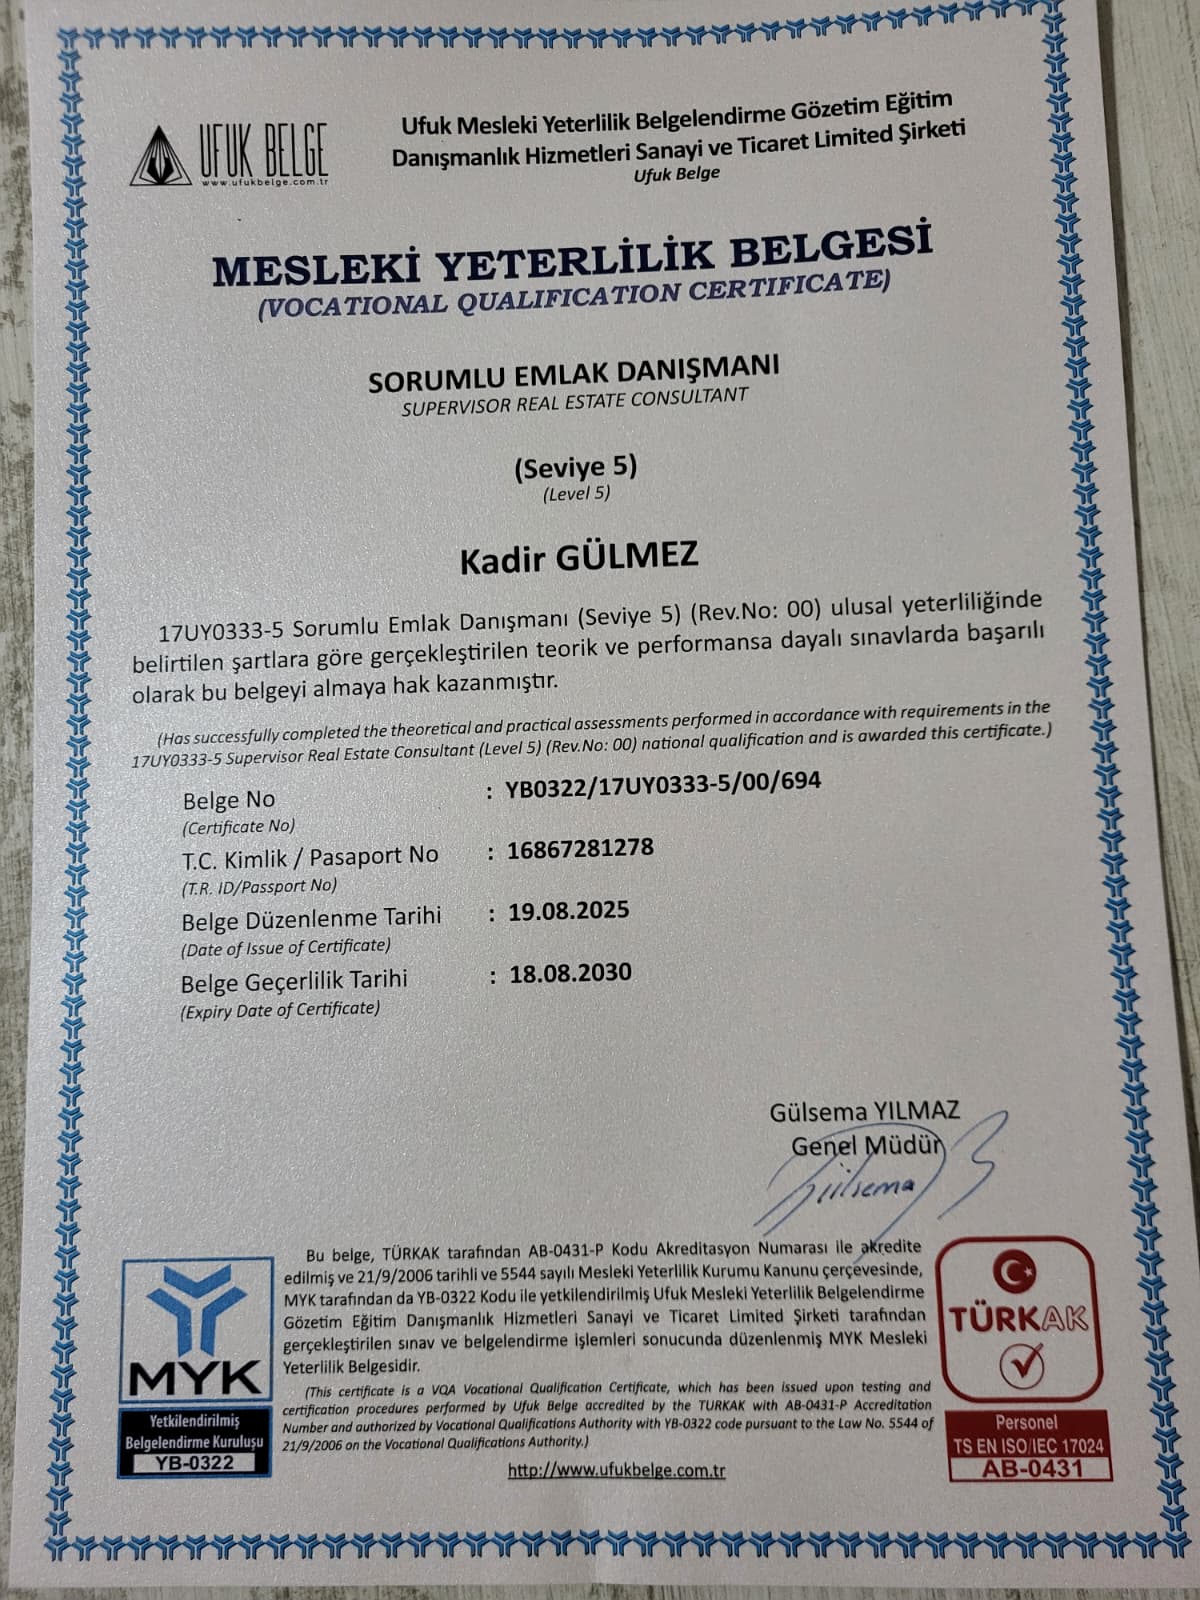 UFUK BELGE
www.ufukbelge.com.tr
Ufuk Mesleki Yeterlilik Belgelendirme Gözetim Eğitim
Danışmanlık Hizmetleri Sanayi ve Ticaret Limited Şirketi
Ufuk Belge
MESLEKİ YETERLİLİK BELGESİ
(VOCATIONAL QUALIFICATION CERTIFICATE)
SORUMLU EMLAK DANIŞMANI
SUPERVISOR REAL ESTATE CONSULTANT
(Seviye 5)
(Level 5)
Kadir GÜLMEZ
17UY0333-5 Sorumlu Emlak Danışmanı (Seviye 5) (Rev.No: 00) ulusal yeterliliğinde
belirtilen şartlara göre gerçekleştirilen teorik ve performansa dayalı sınavlarda başarılı
olarak bu belgeyi almaya hak kazanmıştır.
(Has successfully completed the theoretical and practical assessments performed in accordance with requirements in the
17UY0333-5 Supervisor Real Estate Consultant (Level 5) (Rev.No: 00) national qualification and is awarded this certificate.)
Belge No : YB0322/17UY0333-5/00/694
(Certificate No)
T.C. Kimlik / Pasaport No : 16867281278
(T.R. ID/Passport No)
Belge Düzenlenme Tarihi : 19.08.2025
(Date of Issue of Certificate)
Belge Geçerlilik Tarihi : 18.08.2030
(Expiry Date of Certificate)
Gülsema YILMAZ
Genel Müdür
Gülsema
Bu belge, TÜRKAK tarafından AB-0431-P Kodu Akreditasyon Numarası ile akredite
edilmiş ve 21/9/2006 tarihli ve 5544 sayılı Mesleki Yeterlilik Kurumu Kanunu çerçevesinde,
MYK tarafından da YB-0322 Kodu ile yetkilendirilmiş Ufuk Mesleki Yeterlilik Belgelendirme
Gözetim Eğitim Danışmanlık Hizmetleri Sanayi ve Ticaret Limited Şirketi tarafından
gerçekleştirilen sınav ve belgelendirme işlemleri sonucunda düzenlenmiş MYK Mesleki
Yeterlilik Belgesidir.
(This certificate is a VQA Vocational Qualification Certificate, which has been issued upon testing and
certification procedures performed by Ufuk Belge accredited by the TURKAK with AB-0431-P Accreditation
Number and authorized by Vocational Qualifications Authority with YB-0322 code pursuant to the Law No. 5544 of
21/9/2006 on the Vocational Qualifications Authority.)
http://www.ufukbelge.com.tr
MYK
Yetkilendirilmiş
Belgelendirme Kuruluşu
YB-0322
TÜRKAK
Personel
TS EN ISO/IEC 17024
AB-0431